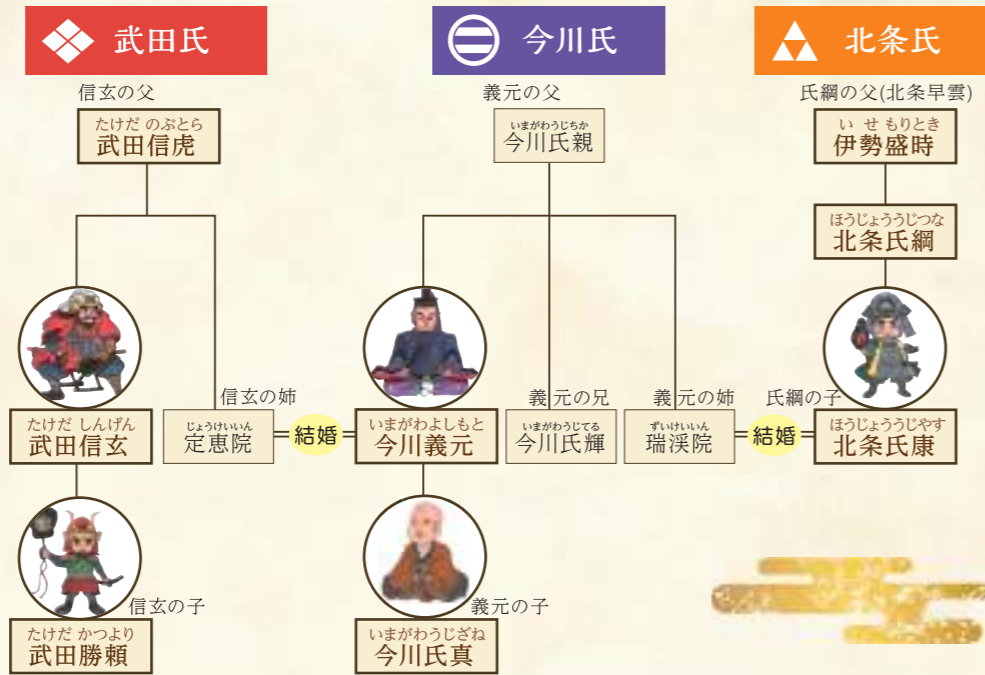 武田氏
今川氏
北条氏
信玄の父
たけだ のぶとら
武田信虎
義元の父
いまがわうじちか
今川氏親
氏綱の父(北条早雲)
い せ もりとき
伊勢盛時
ほうじょううじつな
北条氏綱
たけだ しんげん
武田信玄
信玄の姉
じょうけいいん
定恵院
結婚
いまがわよしもと
今川義元
義元の兄
いまがわうじてる
今川氏輝
義元の姉
ずいけいいん
瑞渓院
結婚
氏綱の子
ほうじょううじやす
北条氏康
信玄の子
たけだ かつより
武田勝頼
義元の子
いまがわうじざね
今川氏真